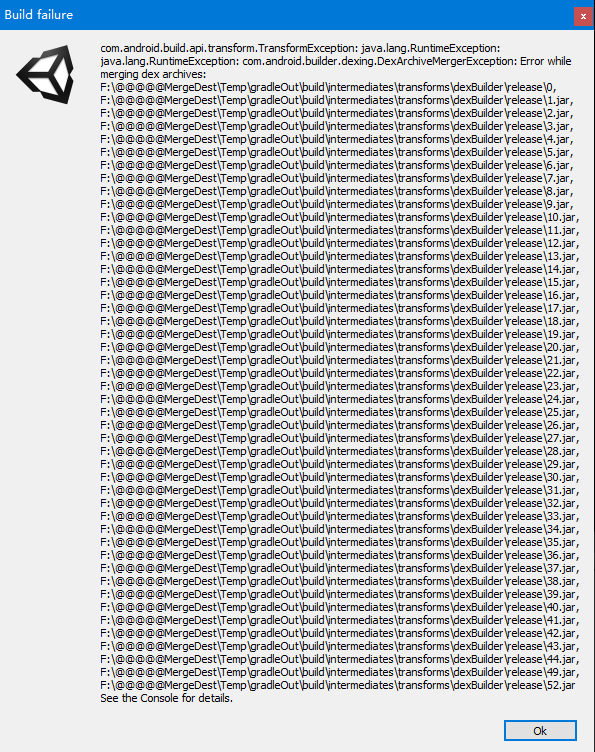 Build failure
x
com.android.build.api.transform.TransformException: java.lang.RuntimeException:
java.lang.RuntimeException: com.android.builder.dexing.DexArchiveMergerException: Error while
merging dex archives:
F:\@@@@@MergeDest\Temp\gradleOut\build\intermediates\transforms\dexBuilder\release\0,
F:\@@@@@MergeDest\Temp\gradleOut\build\intermediates\transforms\dexBuilder\release\1.jar,
F:\@@@@@MergeDest\Temp\gradleOut\build\intermediates\transforms\dexBuilder\release\2.jar,
F:\@@@@@MergeDest\Temp\gradleOut\build\intermediates\transforms\dexBuilder\release\3.jar,
F:\@@@@@MergeDest\Temp\gradleOut\build\intermediates\transforms\dexBuilder\release\4.jar,
F:\@@@@@MergeDest\Temp\gradleOut\build\intermediates\transforms\dexBuilder\release\5.jar,
F:\@@@@@MergeDest\Temp\gradleOut\build\intermediates\transforms\dexBuilder\release\6.jar,
F:\@@@@@MergeDest\Temp\gradleOut\build\intermediates\transforms\dexBuilder\release\7.jar,
F:\@@@@@MergeDest\Temp\gradleOut\build\intermediates\transforms\dexBuilder\release\8.jar,
F:\@@@@@MergeDest\Temp\gradleOut\build\intermediates\transforms\dexBuilder\release\9.jar,
F:\@@@@@MergeDest\Temp\gradleOut\build\intermediates\transforms\dexBuilder\release\10.jar,
F:\@@@@@MergeDest\Temp\gradleOut\build\intermediates\transforms\dexBuilder\release\11.jar,
F:\@@@@@MergeDest\Temp\gradleOut\build\intermediates\transforms\dexBuilder\release\12.jar,
F:\@@@@@MergeDest\Temp\gradleOut\build\intermediates\transforms\dexBuilder\release\13.jar,
F:\@@@@@MergeDest\Temp\gradleOut\build\intermediates\transforms\dexBuilder\release\14.jar,
F:\@@@@@MergeDest\Temp\gradleOut\build\intermediates\transforms\dexBuilder\release\15.jar,
F:\@@@@@MergeDest\Temp\gradleOut\build\intermediates\transforms\dexBuilder\release\16.jar,
F:\@@@@@MergeDest\Temp\gradleOut\build\intermediates\transforms\dexBuilder\release\17.jar,
F:\@@@@@MergeDest\Temp\gradleOut\build\intermediates\transforms\dexBuilder\release\18.jar,
F:\@@@@@MergeDest\Temp\gradleOut\build\intermediates\transforms\dexBuilder\release\19.jar,
F:\@@@@@MergeDest\Temp\gradleOut\build\intermediates\transforms\dexBuilder\release\20.jar,
F:\@@@@@MergeDest\Temp\gradleOut\build\intermediates\transforms\dexBuilder\release\21.jar,
F:\@@@@@MergeDest\Temp\gradleOut\build\intermediates\transforms\dexBuilder\release\22.jar,
F:\@@@@@MergeDest\Temp\gradleOut\build\intermediates\transforms\dexBuilder\release\23.jar,
F:\@@@@@MergeDest\Temp\gradleOut\build\intermediates\transforms\dexBuilder\release\24.jar,
F:\@@@@@MergeDest\Temp\gradleOut\build\intermediates\transforms\dexBuilder\release\25.jar,
F:\@@@@@MergeDest\Temp\gradleOut\build\intermediates\transforms\dexBuilder\release\26.jar,
F:\@@@@@MergeDest\Temp\gradleOut\build\intermediates\transforms\dexBuilder\release\27.jar,
F:\@@@@@MergeDest\Temp\gradleOut\build\intermediates\transforms\dexBuilder\release\28.jar,
F:\@@@@@MergeDest\Temp\gradleOut\build\intermediates\transforms\dexBuilder\release\29.jar,
F:\@@@@@MergeDest\Temp\gradleOut\build\intermediates\transforms\dexBuilder\release\30.jar,
F:\@@@@@MergeDest\Temp\gradleOut\build\intermediates\transforms\dexBuilder\release\31.jar,
F:\@@@@@MergeDest\Temp\gradleOut\build\intermediates\transforms\dexBuilder\release\32.jar,
F:\@@@@@MergeDest\Temp\gradleOut\build\intermediates\transforms\dexBuilder\release\33.jar,
F:\@@@@@MergeDest\Temp\gradleOut\build\intermediates\transforms\dexBuilder\release\34.jar,
F:\@@@@@MergeDest\Temp\gradleOut\build\intermediates\transforms\dexBuilder\release\35.jar,
F:\@@@@@MergeDest\Temp\gradleOut\build\intermediates\transforms\dexBuilder\release\36.jar,
F:\@@@@@MergeDest\Temp\gradleOut\build\intermediates\transforms\dexBuilder\release\37.jar,
F:\@@@@@MergeDest\Temp\gradleOut\build\intermediates\transforms\dexBuilder\release\38.jar,
F:\@@@@@MergeDest\Temp\gradleOut\build\intermediates\transforms\dexBuilder\release\39.jar,
F:\@@@@@MergeDest\Temp\gradleOut\build\intermediates\transforms\dexBuilder\release\40.jar,
F:\@@@@@MergeDest\Temp\gradleOut\build\intermediates\transforms\dexBuilder\release\41.jar,
F:\@@@@@MergeDest\Temp\gradleOut\build\intermediates\transforms\dexBuilder\release\42.jar,
F:\@@@@@MergeDest\Temp\gradleOut\build\intermediates\transforms\dexBuilder\release\43.jar,
F:\@@@@@MergeDest\Temp\gradleOut\build\intermediates\transforms\dexBuilder\release\44.jar,
F:\@@@@@MergeDest\Temp\gradleOut\build\intermediates\transforms\dexBuilder\release\49.jar,
F:\@@@@@MergeDest\Temp\gradleOut\build\intermediates\transforms\dexBuilder\release\52.jar
See the Console for details.
Ok